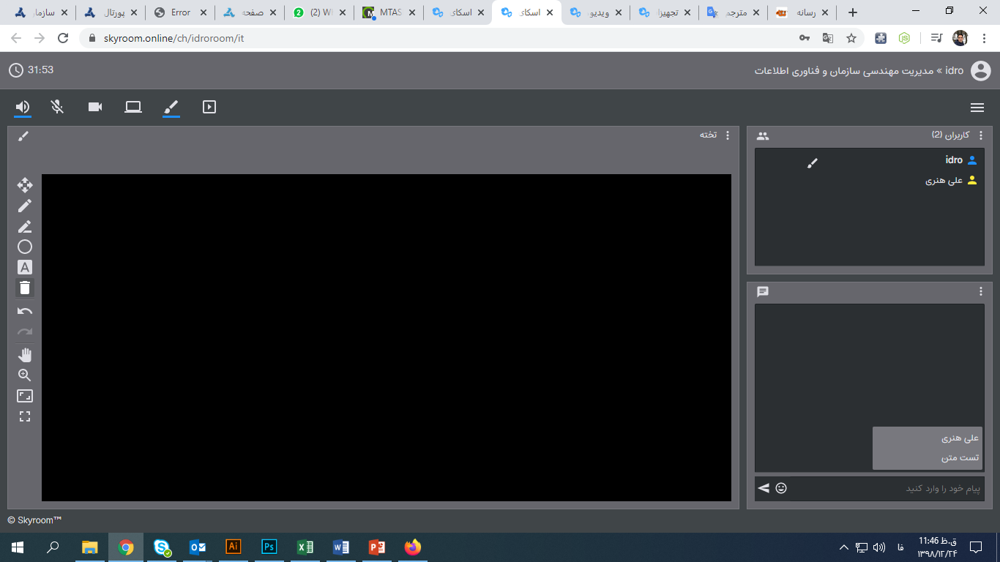 سازمار
پورتال
Error
صفحه
(2) W
MTAS
اسکای
اسکای
ویدیو
تجهیزا
مترجم
رسانه
skyroom.online/ch/idroroom/it
31:53
idro » مدیریت مهندسی سازمان و فناوری اطلاعات
تخته
کاربران (2)
idro
علی هنری
علی هنری
تست متن
پیام خود را وارد کنید
© Skyroom™
فا
11:46 ق.ظ
۱۳۹۸/۱۲/۲۴